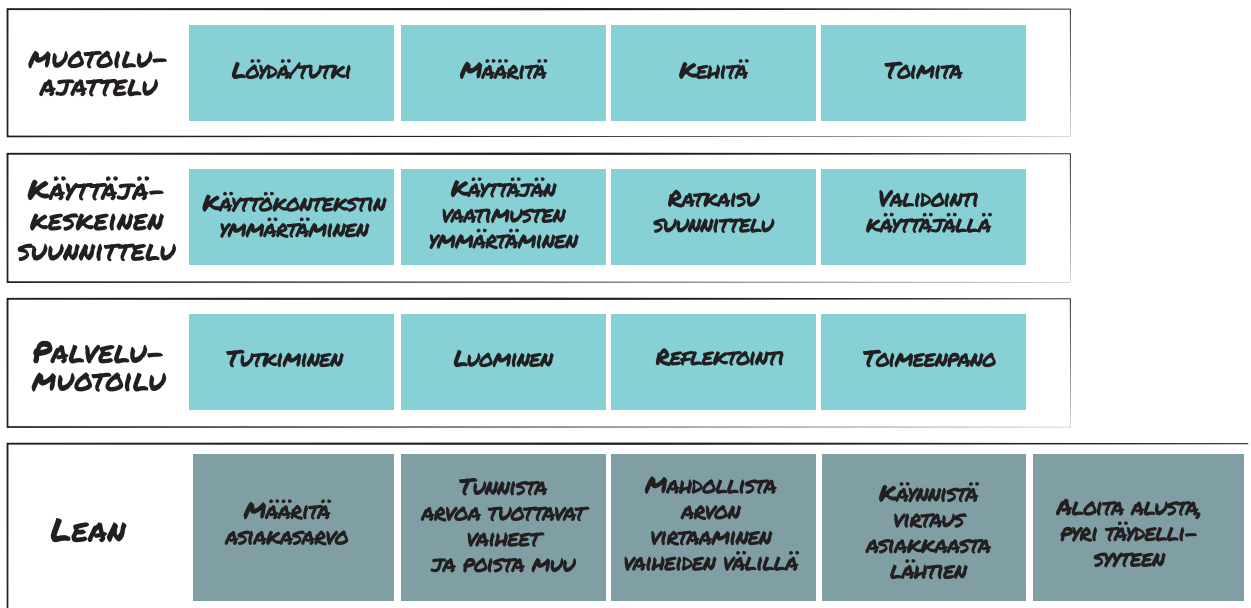 MUOTOILU-
AJATTELU
LÖYDÄ/TUTKI
MÄÄRITÄ
KEHITÄ
TOIMITA
KÄYTTÄJÄ-
KESKEINEN
SUUNNITTELU
KÄYTTÖKONTEKSTIN
YMMÄRTÄMINEN
KÄYTTÄJÄN
VAATIMUSTEN
YMMÄRTÄMINEN
RATKAISU
SUUNNITTELU
VALIDOINTI
KÄYTTÄJÄLLÄ
PALVELU-
MUOTOILU
TUTKIMINEN
LUOMINEN
REFLEKTOINTI
TOIMEENPANO
LEAN
MÄÄRITÄ
ASIAKASARVO
TUNNISTA
ARVOA TUOTTAVAT
VAIHEET
JA POISTA MUU
MAHDOLLISTA
ARVON
VIRTAAMINEN
VAIHEIDEN VÄLILLÄ
KÄYNNISTÄ
VIRTAUS
ASIAKKAASTA
LÄHTIEN
ALOITA ALUSTA,
PYRI TÄYDELLI-
SYYTEEN